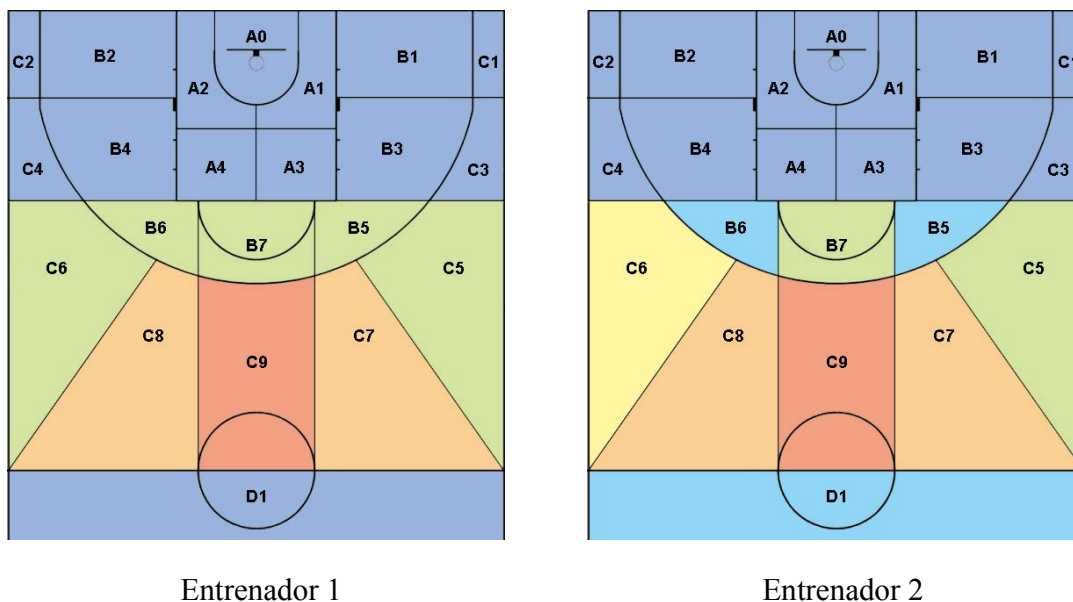 A0
C2 B2 B1 C1
A2 A1
B4 B3
C4 A4 A3 C3
B6 B5
B7
C6 C5
C8 C7
C9
D1
Entrenador 1
A0
C2 B2 B1 C1
A2 A1
B4 B3
C4 A4 A3 C3
B6 B5
B7
C6 C5
C8 C7
C9
D1
Entrenador 2